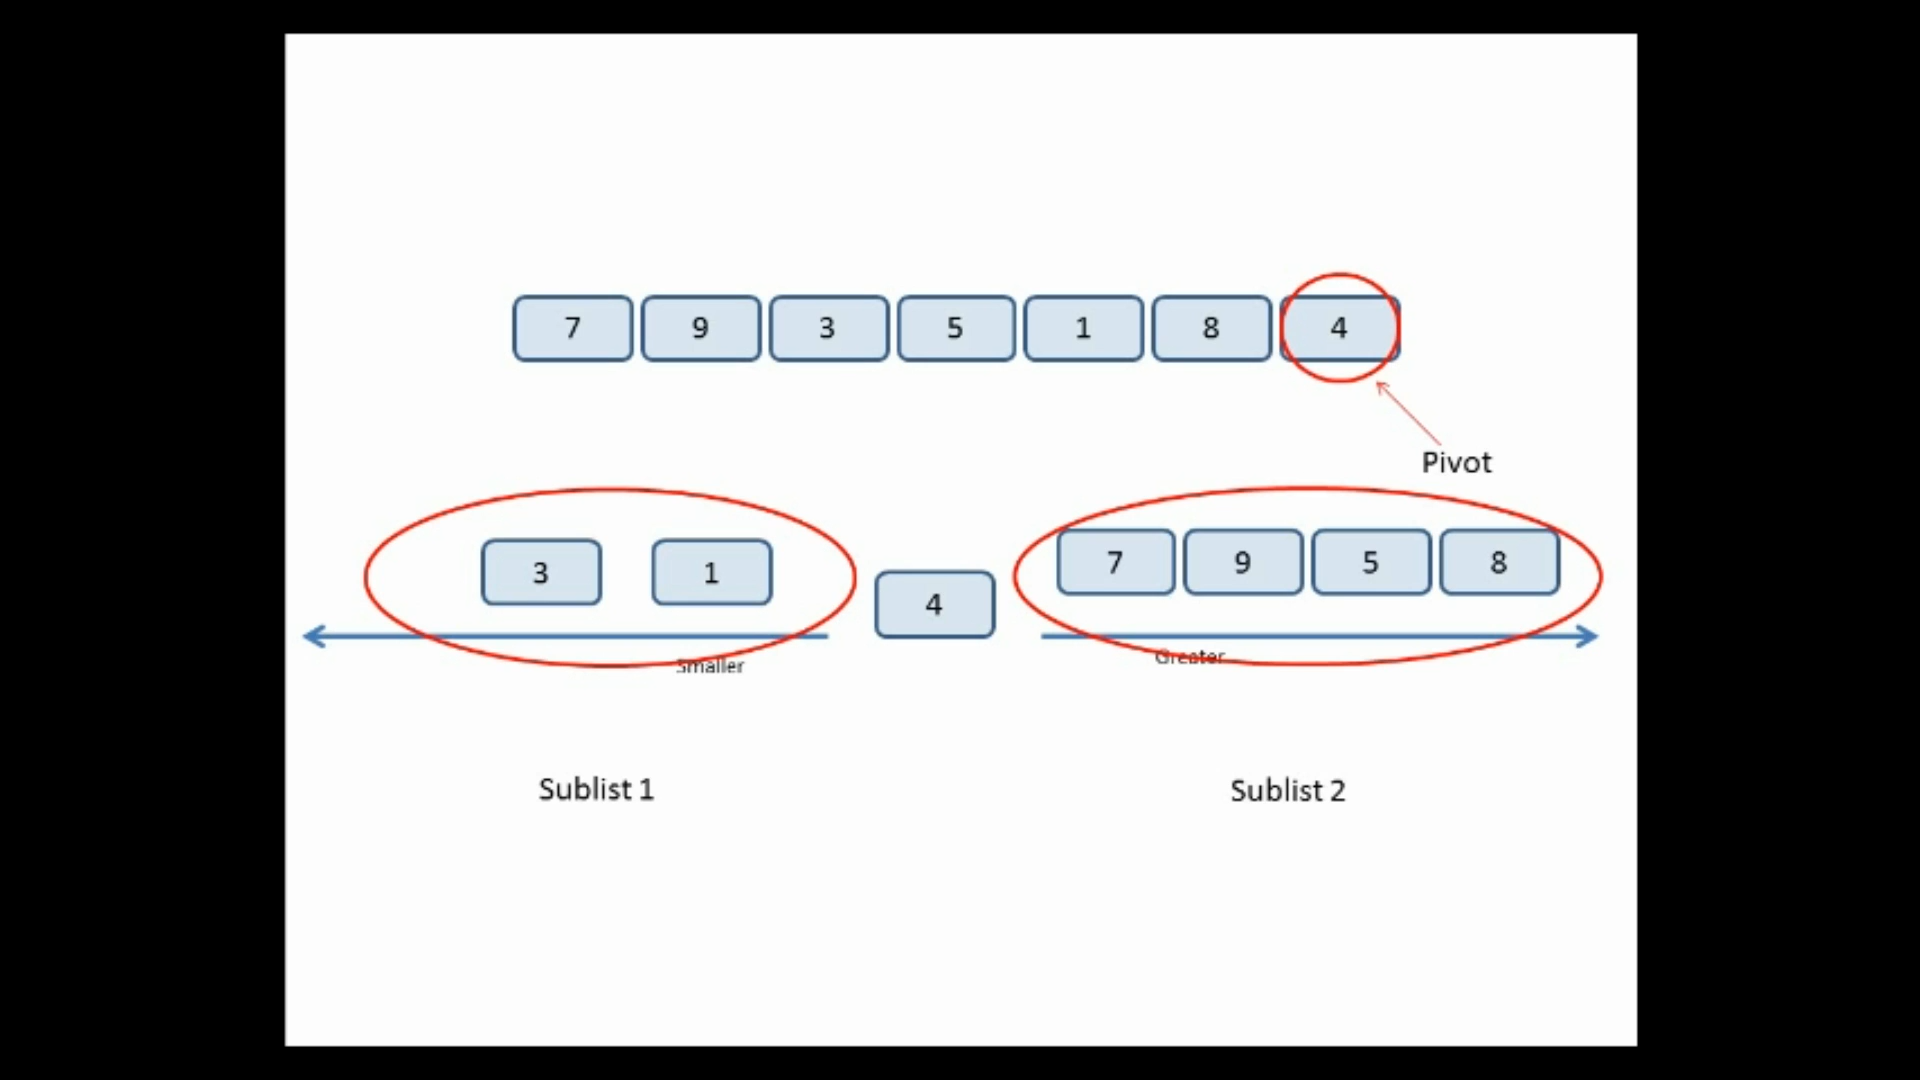 7 9 3 5 1 8 4
Pivot
3 1 4 7 9 5 8
Smaller Greater
Sublist 1 Sublist 2